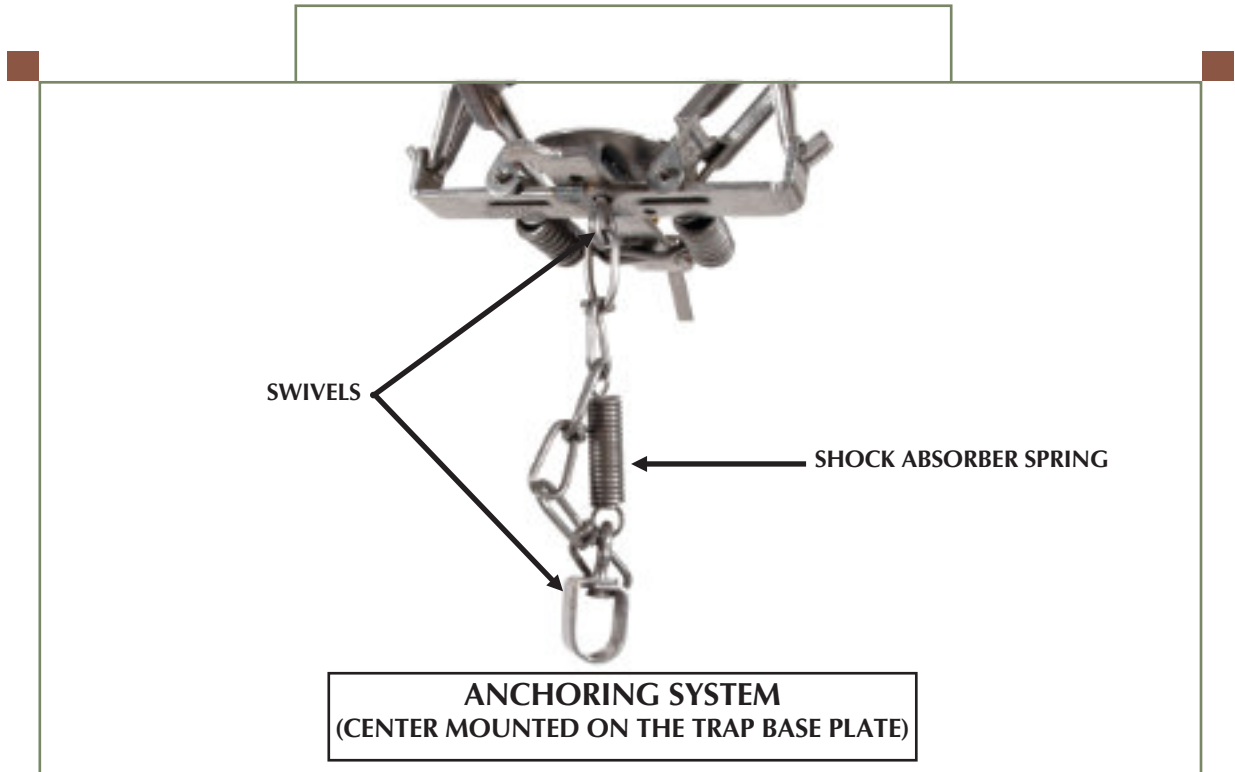 SWIVELS
SHOCK ABSORBER SPRING
ANCHORING SYSTEM
(CENTER MOUNTED ON THE TRAP BASE PLATE)